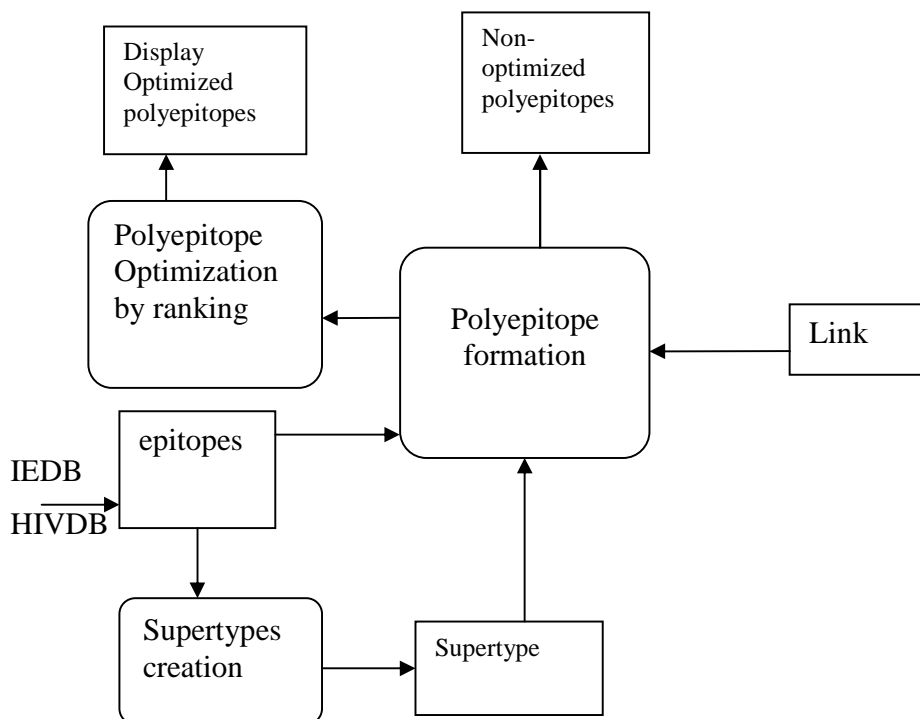 Display
Optimized
polyepitopes
Non-
optimized
polyepitopes
Polyepitope
Optimization
by ranking
Polyepitope
formation
Link
epitopes
IEDB
HIVDB
Supertypes
creation
Supertype